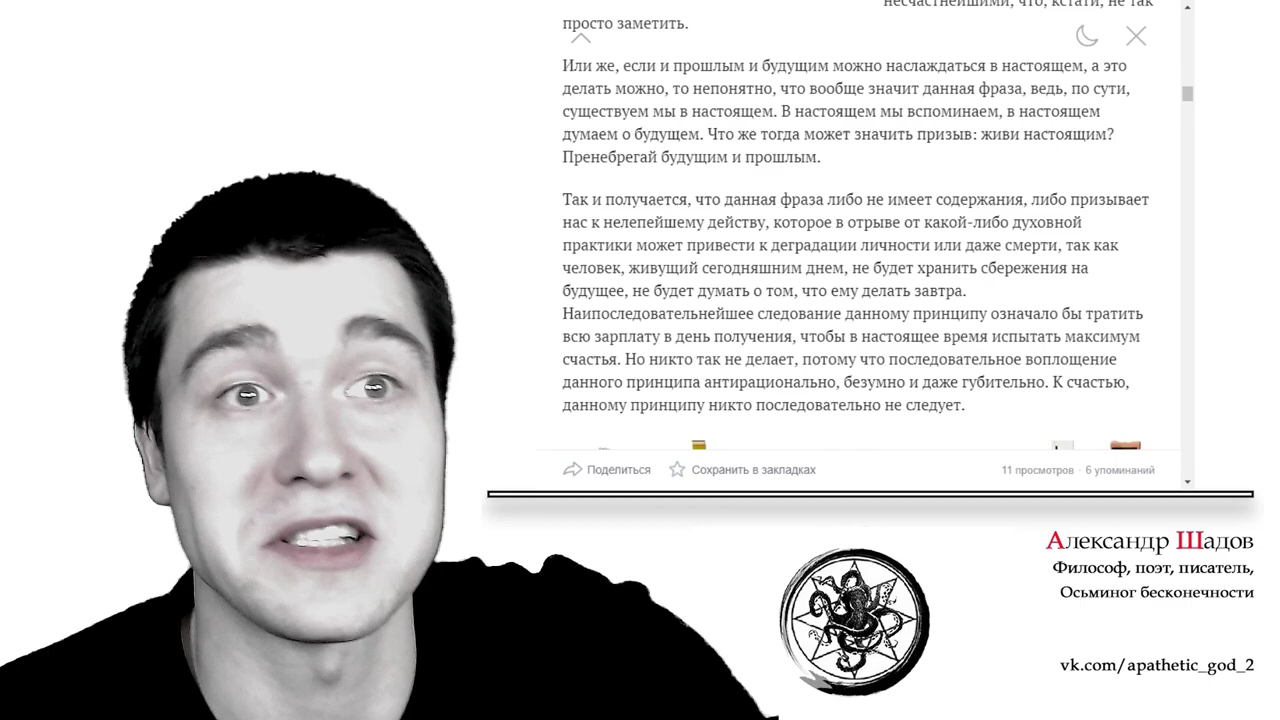 несчастнейшими, что, кстати, не так
просто заметить.
Или же, если и прошлым и будущим можно наслаждаться в настоящем, а это
делать можно, то непонятно, что вообще значит данная фраза, ведь, по сути,
существуем мы в настоящем. В настоящем мы вспоминаем, в настоящем
думаем о будущем. Что же тогда может значить призыв: живи настоящим?
Пренебрегай будущим и прошлым.
Так и получается, что данная фраза либо не имеет содержания, либо призывает
нас к нелепейшему действу, которое в отрыве от какой-либо духовной
практики может привести к деградации личности или даже смерти, так как
человек, живущий сегодняшним днем, не будет хранить сбережения на
будущее, не будет думать о том, что ему делать завтра.
Наипоследовательнейшее следование данному принципу означало бы тратить
всю зарплату в день получения, чтобы в настоящее время испытать максимум
счастья. Но никто так не делает, потому что последовательное воплощение
данного принципа антирационально, безумно и даже губительно. К счастью,
данному принципу никто последовательно не следует.
Поделиться Сохранить в закладках 11 просмотров · 6 упоминаний
Александр Шадов
Философ, поэт, писатель,
Осьминог бесконечности
vk.com/apathetic_god_2